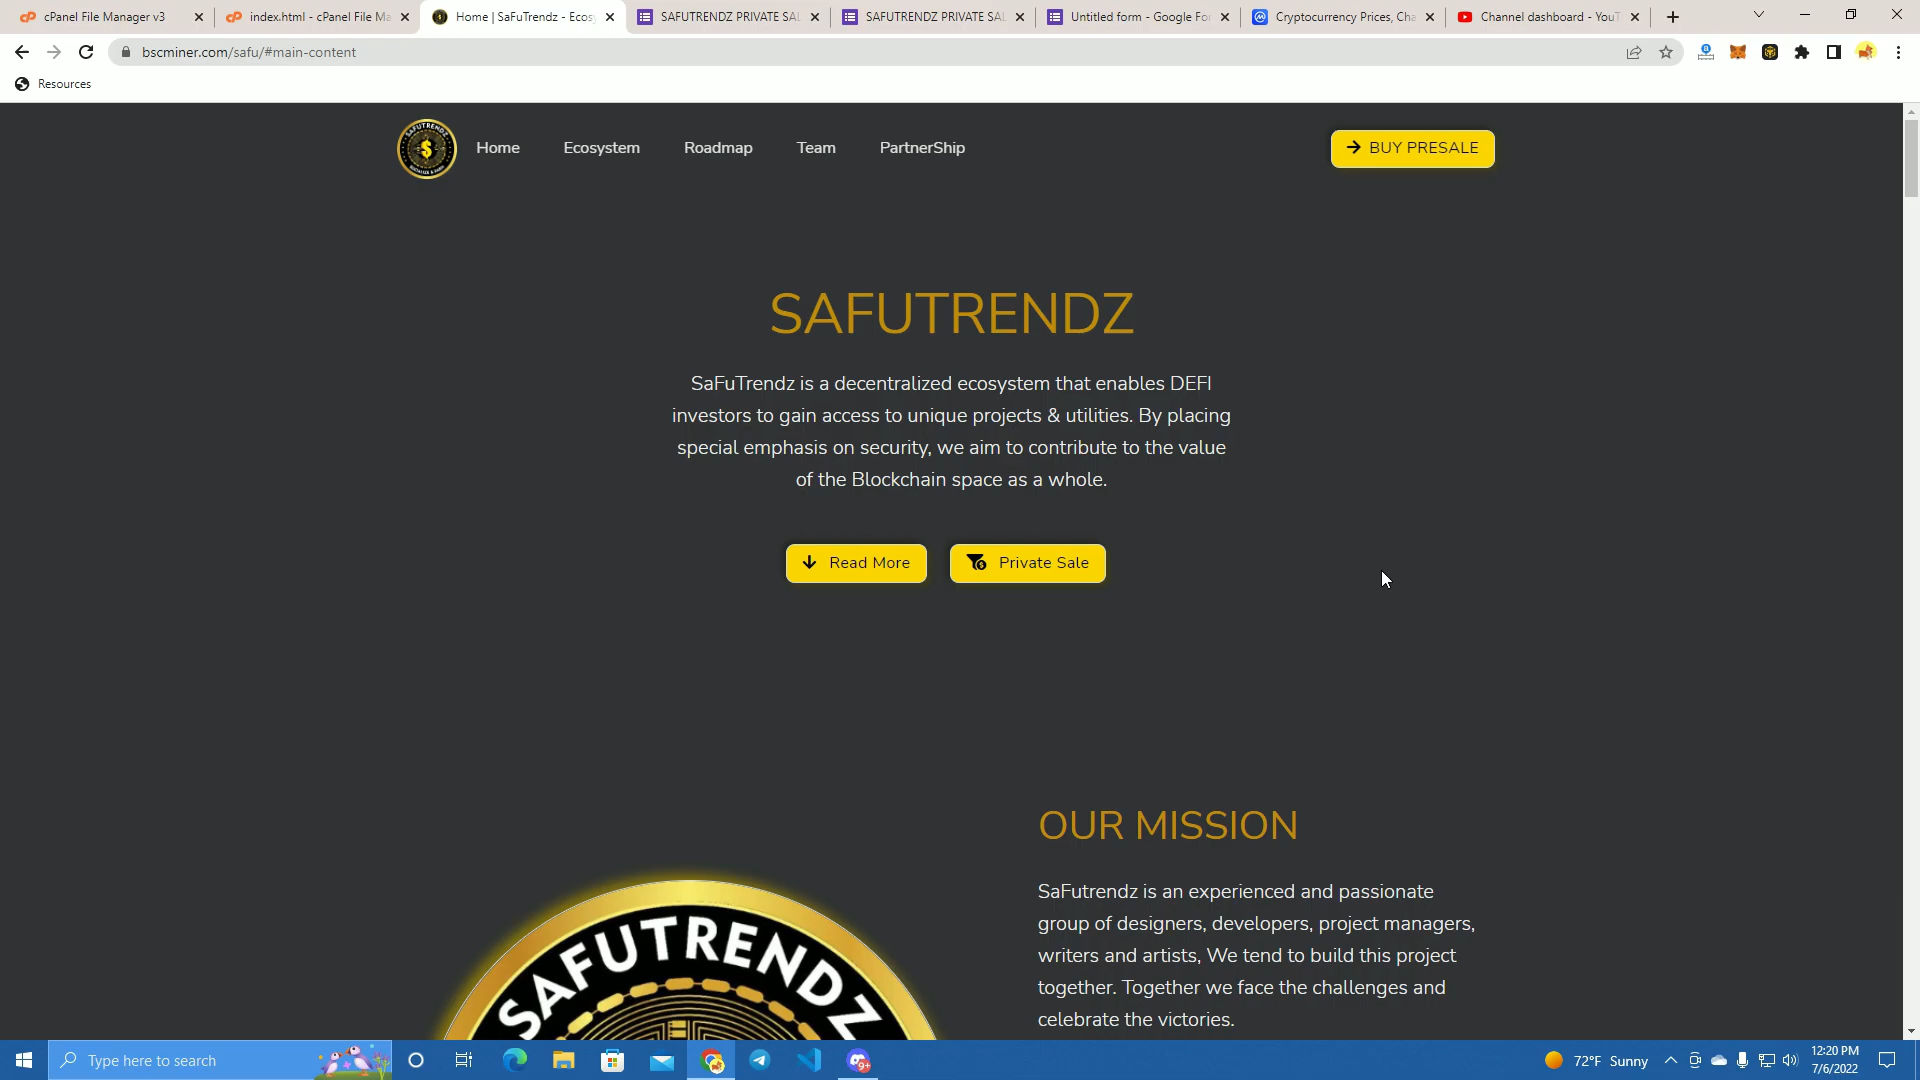 cPanel File Manager v3
index.html - cPanel File Ma
Home | SaFuTrendz - Ecos
SAFUTRENDZ PRIVATE SAL
SAFUTRENDZ PRIVATE SAL
Untitled form - Google Fo
Cryptocurrency Prices, Cha
Channel dashboard - YouT
bscminer.com/safu/#main-content
Resources
SAFUTRENDZ
$
Home
Ecosystem
Roadmap
Team
PartnerShip
BUY PRESALE
SAFUTRENDZ
SaFuTrendz is a decentralized ecosystem that enables DEFI
investors to gain access to unique projects & utilities. By placing
special emphasis on security, we aim to contribute to the value
of the Blockchain space as a whole.
Read More
Private Sale
OUR MISSION
SaFutrendz is an experienced and passionate
group of designers, developers, project managers,
writers and artists, We tend to build this project
together. Together we face the challenges and
celebrate the victories.
SAFUTRENDZ
Type here to search
9+
72°F Sunny
12:20 PM
7/6/2022